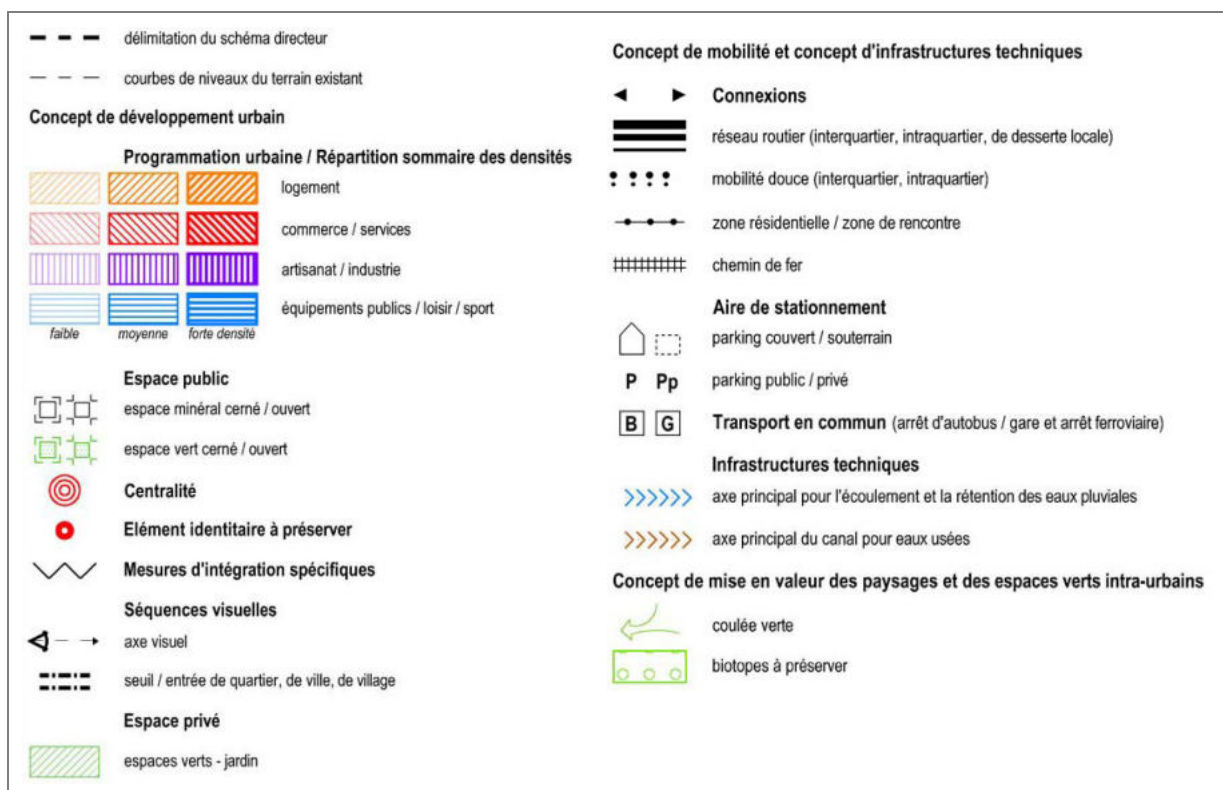 délimitation du schéma directeur
courbes de niveaux du terrain existant
Concept de développement urbain
Programmation urbaine / Répartition sommaire des densités
logement
commerce / services
artisanat / industrie
équipements publics / loisir / sport
faible moyenne forte densité
Espace public
espace minéral cerné / ouvert
espace vert cerné / ouvert
Centralité
Elément identitaire à préserver
Mesures d'intégration spécifiques
Séquences visuelles
axe visuel
seuil / entrée de quartier, de ville, de village
Espace privé
espaces verts - jardin
Concept de mobilité et concept d'infrastructures techniques
Connexions
réseau routier (interquartier, intraquartier, de desserte locale)
mobilité douce (interquartier, intraquartier)
zone résidentielle / zone de rencontre
chemin de fer
Aire de stationnement
parking couvert / souterrain
P Pp parking public / privé
B G Transport en commun (arrêt d'autobus / gare et arrêt ferroviaire)
Infrastructures techniques
axe principal pour l'écoulement et la rétention des eaux pluviales
axe principal du canal pour eaux usées
Concept de mise en valeur des paysages et des espaces verts intra-urbains
coulée verte
biotopes à préserver